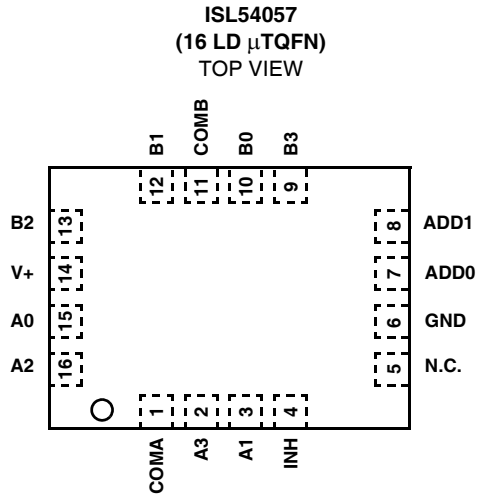 ISL54057
(16 LD µTQFN)
TOP VIEW
B1 COMB B0 B3
12 11 10 9
B2 13 8 ADD1
V+ 14 7 ADD0
A0 15 6 GND
A2 16 5 N.C.
1 2 3 4
COMA A3 A1 INH